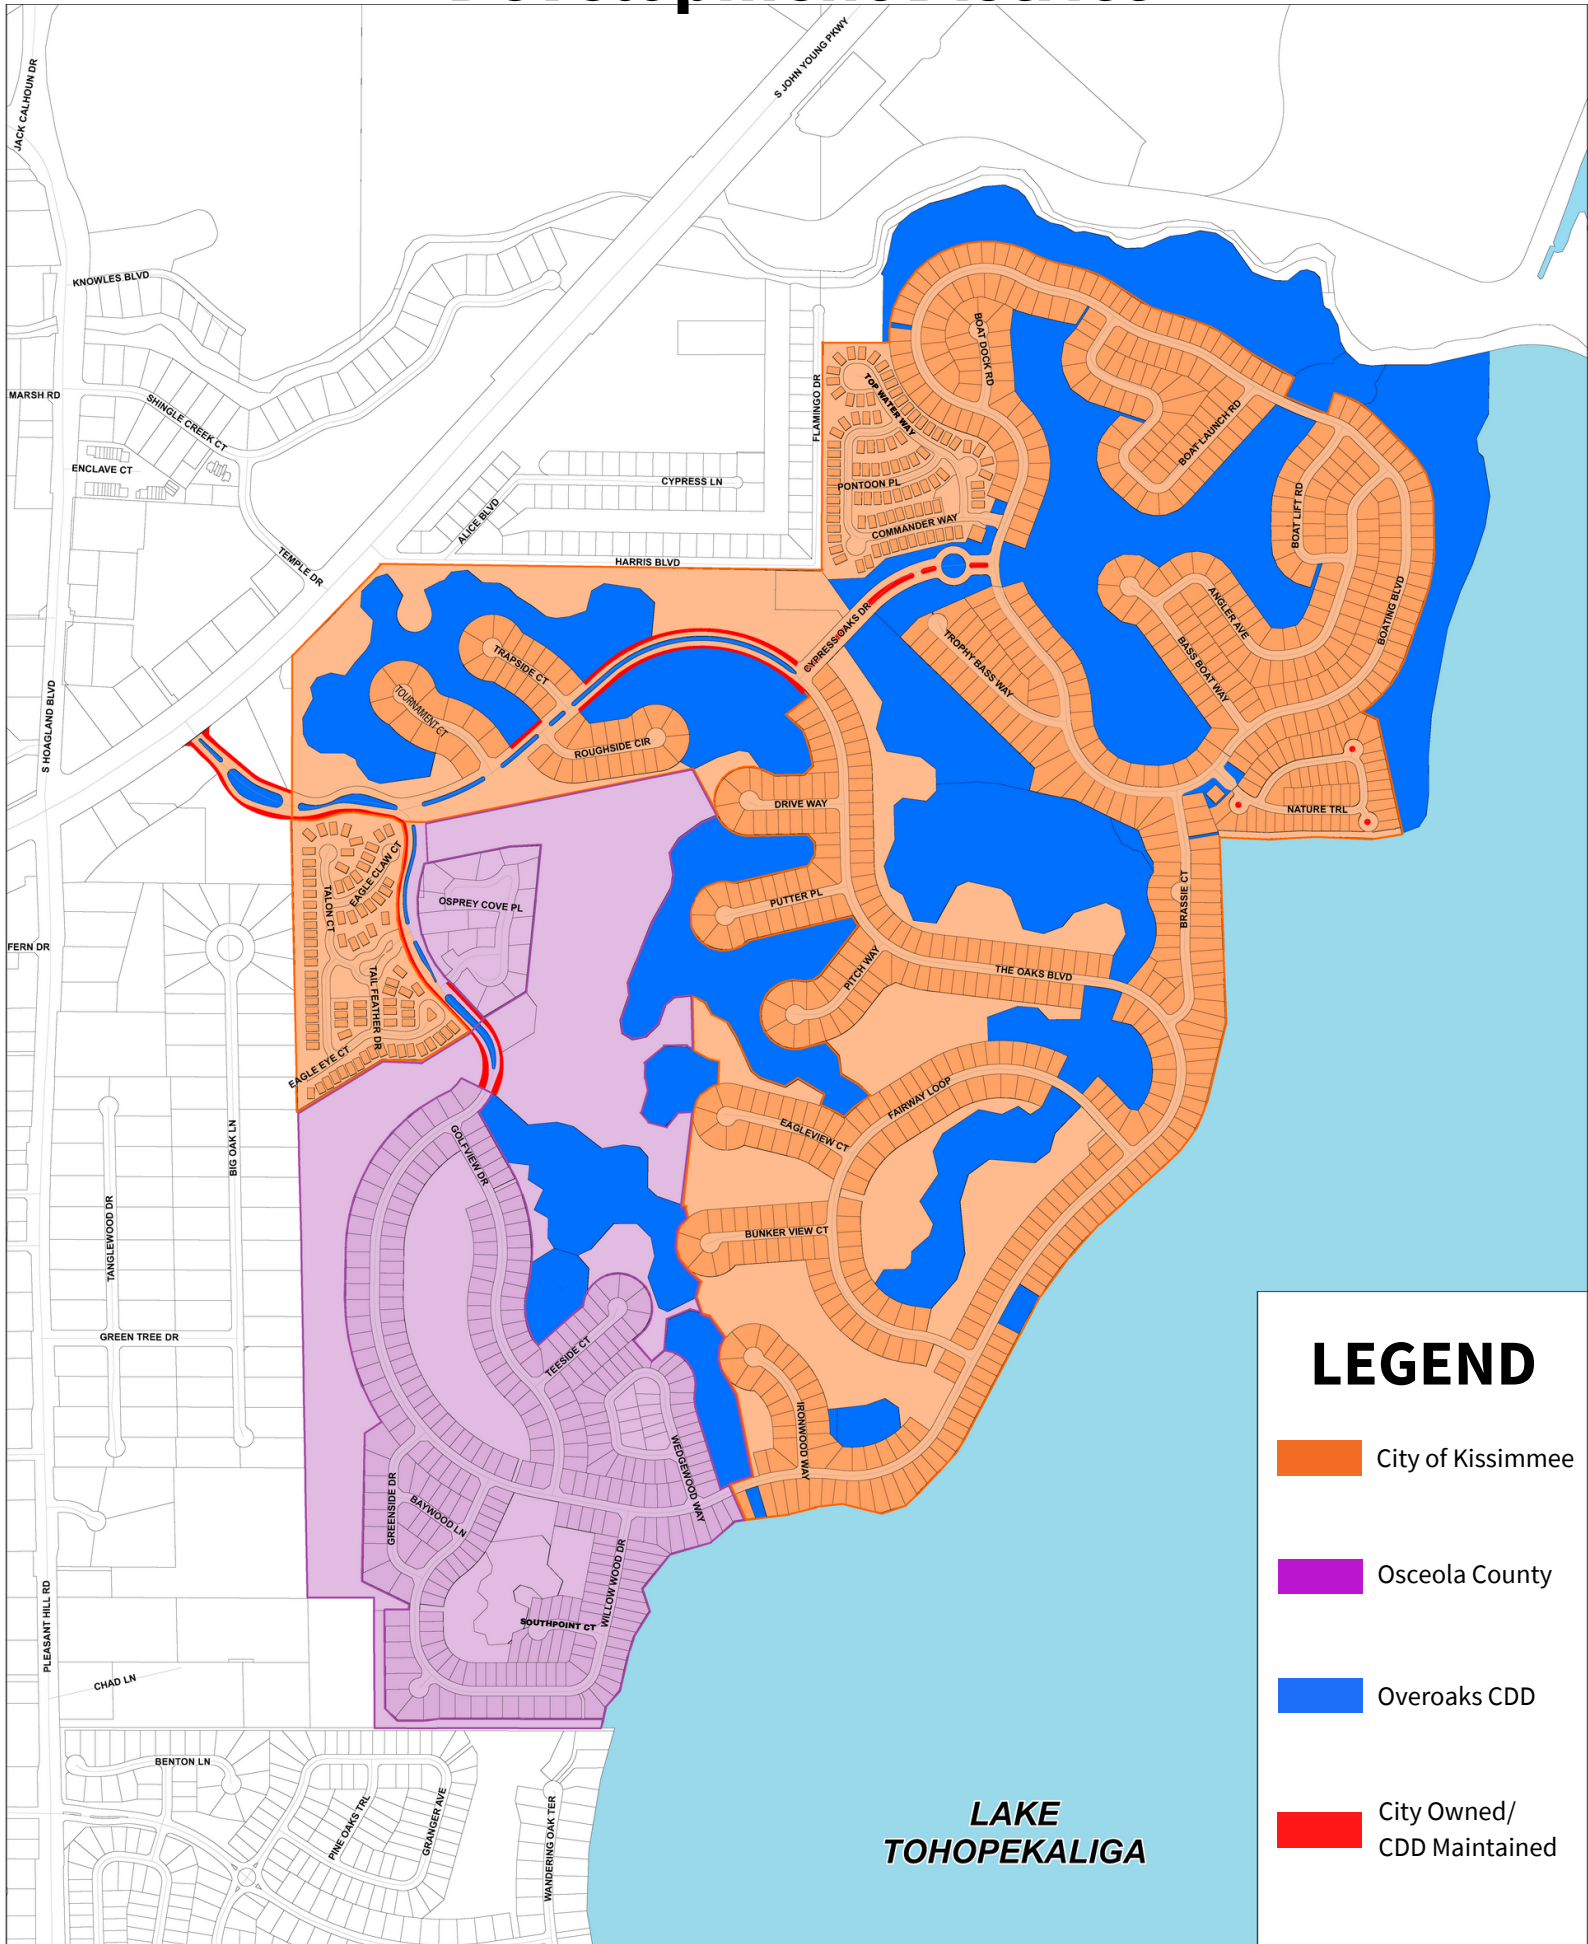 S JOHN YOUNG PKWY
JACK CALHOUN DR
KNOWLES BLVD
MARSH RD
SHINGLE CREEK CT
ENCLAVE CT
TEMPLE DR
ALICE BLVD
CYPRESS LN
HARRIS BLVD
FLAMINGO DR
TOP WATER WAY
PONTOON PL
COMMANDER WAY
BOAT DOCK RD
BOAT LAUNCH RD
BOAT LIFT RD
BOATING BLVD
ANGLER AVE
BASS BOAT WAY
TROPHY BASS WAY
CYPRESS OAKS DR
NATURE TRL
S HOAGLAND BLVD
TRAPSIDE CT
TOURNAMENT CT
ROUGHSIDE CIR
DRIVE WAY
PUTTER PL
PITCH WAY
THE OAKS BLVD
BRASSIE CT
EAGLE CLAW CT
TALON CT
TAIL FEATHER DR
EAGLE EYE CT
OSPREY COVE PL
FERN DR
BIG OAK LN
TANGLEWOOD DR
GREEN TREE DR
FAIRWAY LOOP
EAGLEVIEW CT
BUNKER VIEW CT
GOLFVIEW DR
TEESIDE CT
IRONWOOD WAY
WEDGEWOOD WAY
GREENSIDE DR
BAYWOOD LN
WILLOW WOOD DR
SOUTHPOINT CT
PLEASANT HILL RD
CHAD LN
BENTON LN
PINE OAKS TRL
GRANGER AVE
WANDERING OAK TER
LAKE
TOHOPEKALIGA
LEGEND
City of Kissimmee
Osceola County
Overoaks CDD
City Owned/
CDD Maintained